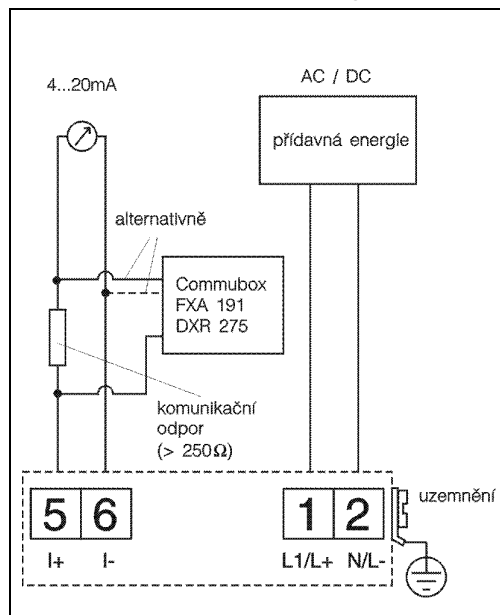 4...20mA
AC / DC
přídavná energie
alternativně
Commubox
FXA 191
DXR 275
komunikační
odpor
(> 250Ω)
5 6
I+ I-
1 2
L1/L+ N/L-
uzemnění